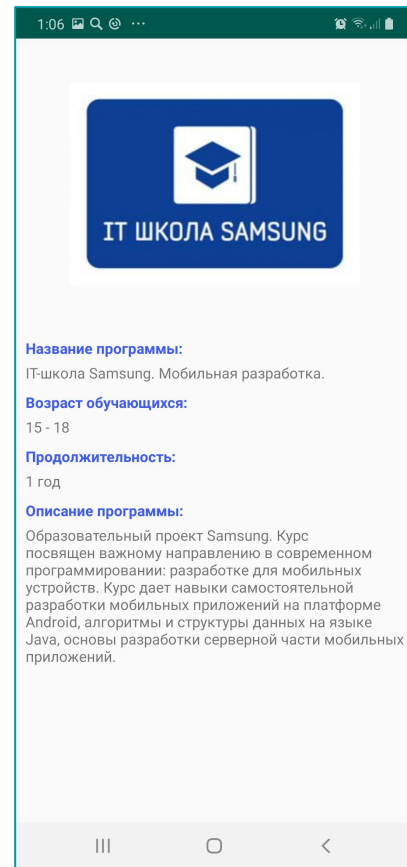 1:06
IT ШКОЛА SAMSUNG
Название программы:
IT-школа Samsung. Мобильная разработка.
Возраст обучающихся:
15 - 18
Продолжительность:
1 год
Описание программы:
Образовательный проект Samsung. Курс
посвящен важному направлению в современном
программировании: разработке для мобильных
устройств. Курс дает навыки самостоятельной
разработки мобильных приложений на платформе
Android, алгоритмы и структуры данных на языке
Java, основы разработки серверной части мобильных
приложений.